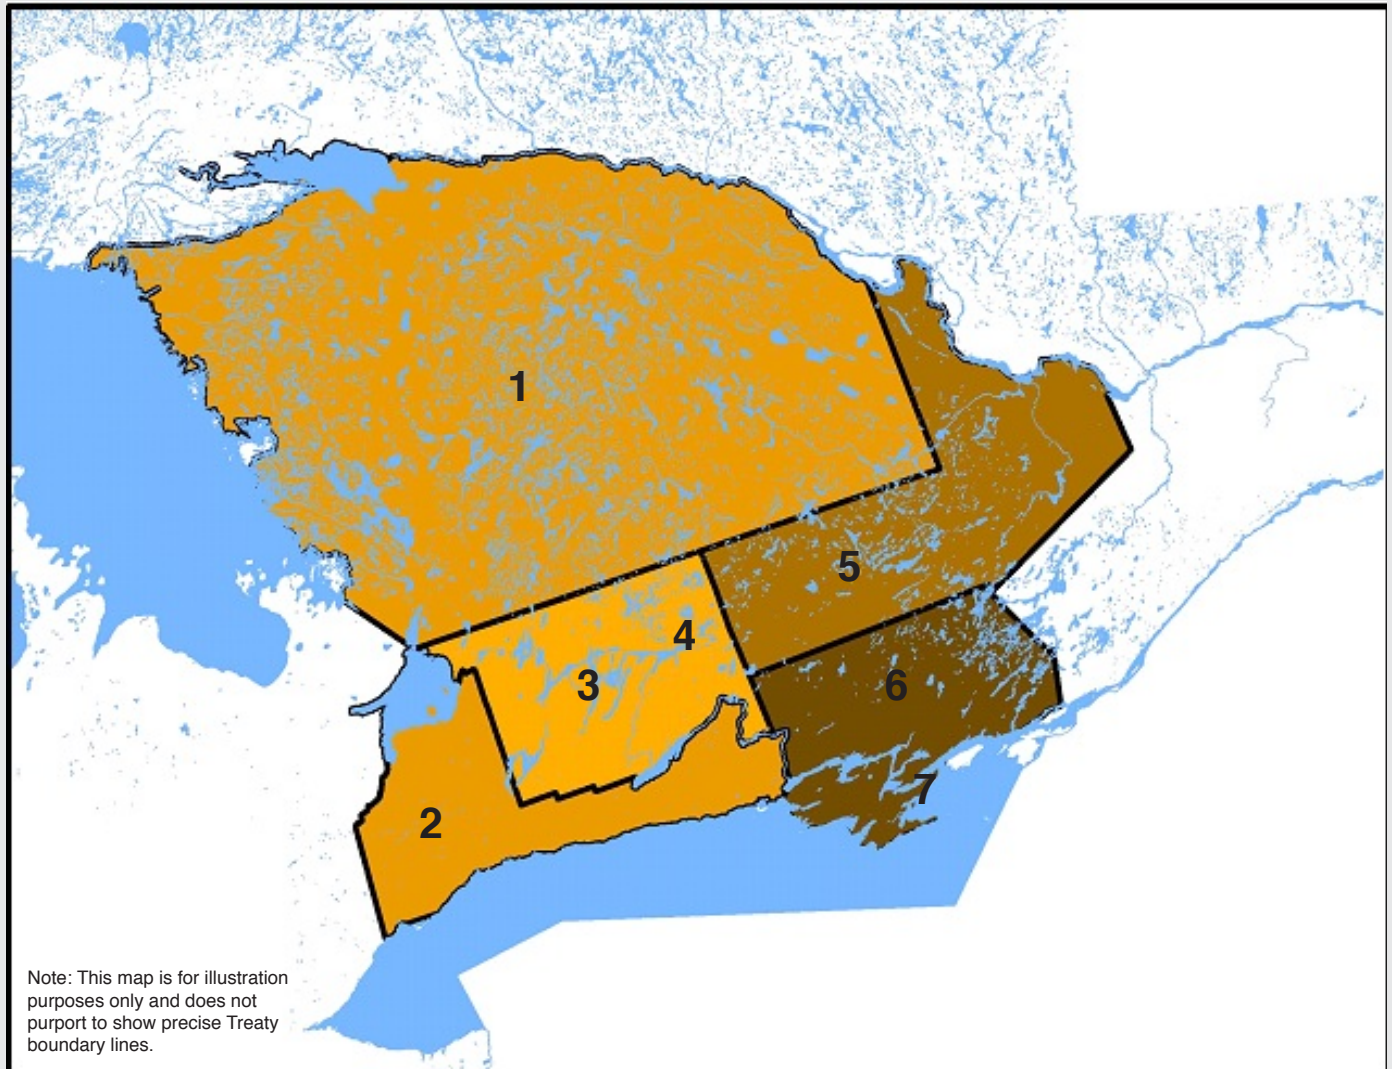 1
5
4
3
6
7
2
Note: This map is for illustration
purposes only and does not
purport to show precise Treaty
boundary lines.